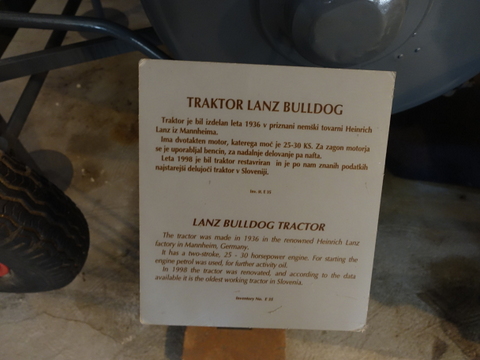 TRAKTOR LANZ BULLDOG
Traktor je bil izdelan leta 1936 v priznani nemški tovarni Heinrich
Lanz iz Mannheima.
Ima dvotakten motor, katerega moč je 25-30 KS. Za zagon motorja
se je uporabljal bencin, za nadalnje delovanje pa nafta.
Leta 1998 je bil traktor restavriran in je po nam znanih podatkih
najstarejši delujoči traktor v Sloveniji.
LANZ BULLDOG TRACTOR
The tractor was made in 1936 in the renowned Heinrich Lanz
factory in Mannheim, Germany.
It has a two-stroke, 25 - 30 horsepower engine. For starting the
engine petrol was used, for further activity oil.
In 1998 the tractor was renovated, and according to the data
available it is the oldest working tractor in Slovenia.
Inventory No.